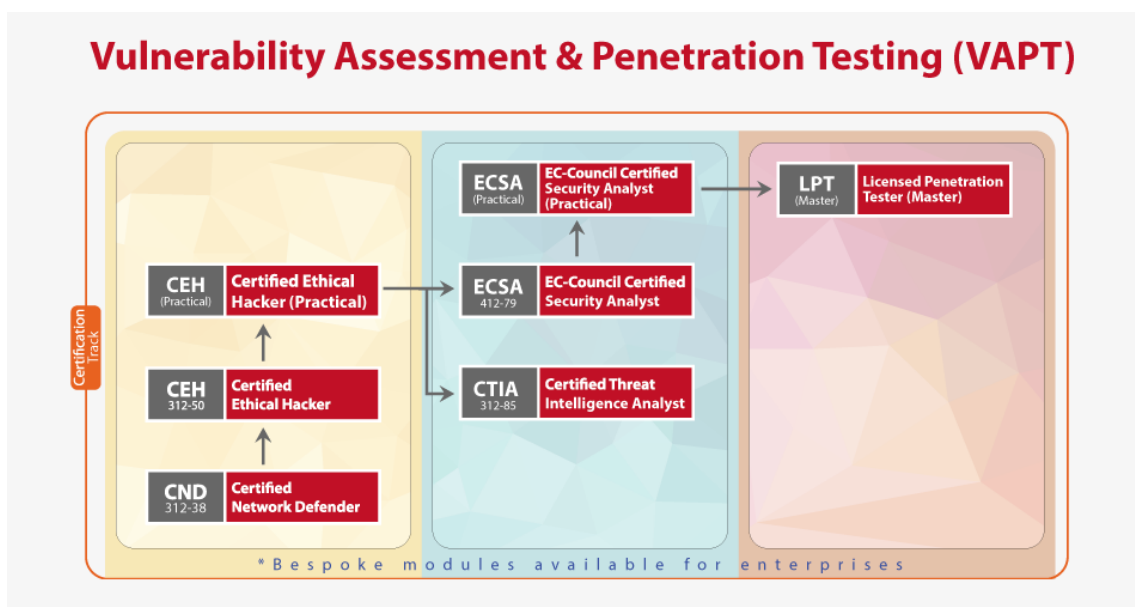 Vulnerability Assessment & Penetration Testing (VAPT)
Certification
Track
CEH
(Practical)
Certified Ethical
Hacker (Practical)
CEH
312-50
Certified
Ethical Hacker
CND
312-38
Certified
Network Defender
ECSA
(Practical)
EC-Council Certified
Security Analyst
(Practical)
ECSA
412-79
EC-Council Certified
Security Analyst
CTIA
312-85
Certified Threat
Intelligence Analyst
LPT
(Master)
Licensed Penetration
Tester (Master)
*Bespoke modules available for enterprises